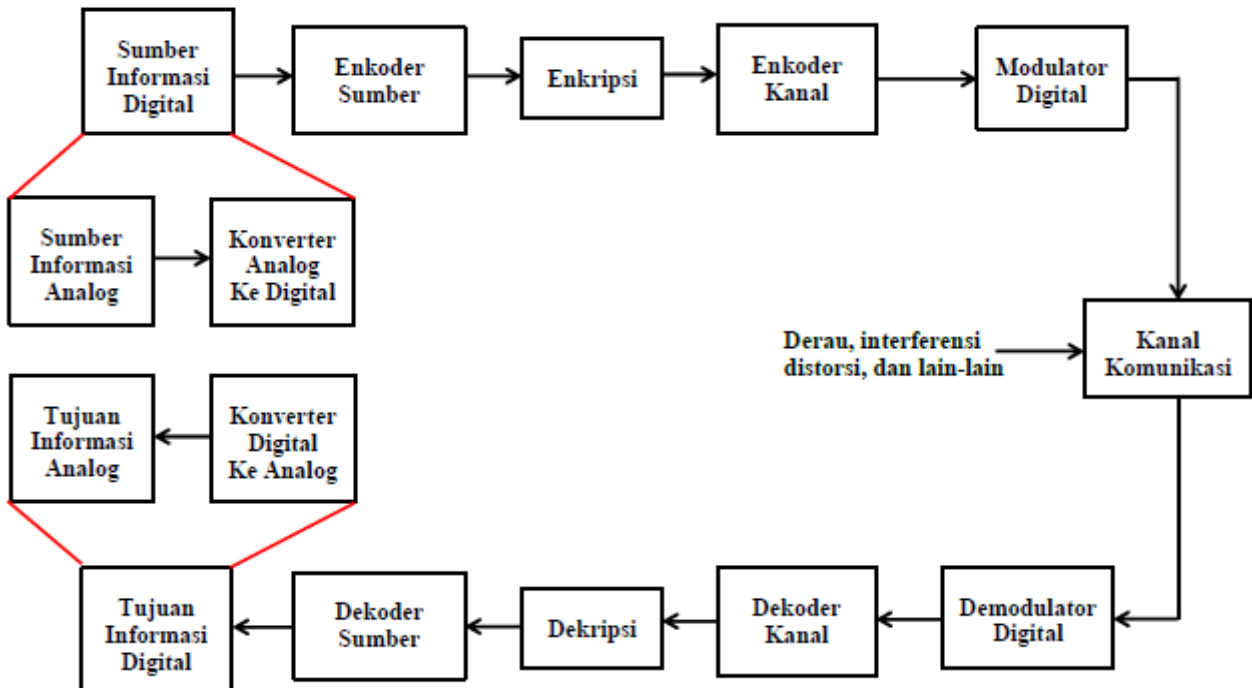 Sumber
Informasi
Digital
Enkoder
Sumber
Enkripsi
Enkoder
Kanal
Modulator
Digital
Sumber
Informasi
Analog
Konverter
Analog
Ke Digital
Derau, interferensi
distorsi, dan lain-lain
Kanal
Komunikasi
Tujuan
Informasi
Analog
Konverter
Digital
Ke Analog
Tujuan
Informasi
Digital
Dekoder
Sumber
Dekripsi
Dekoder
Kanal
Demodulator
Digital